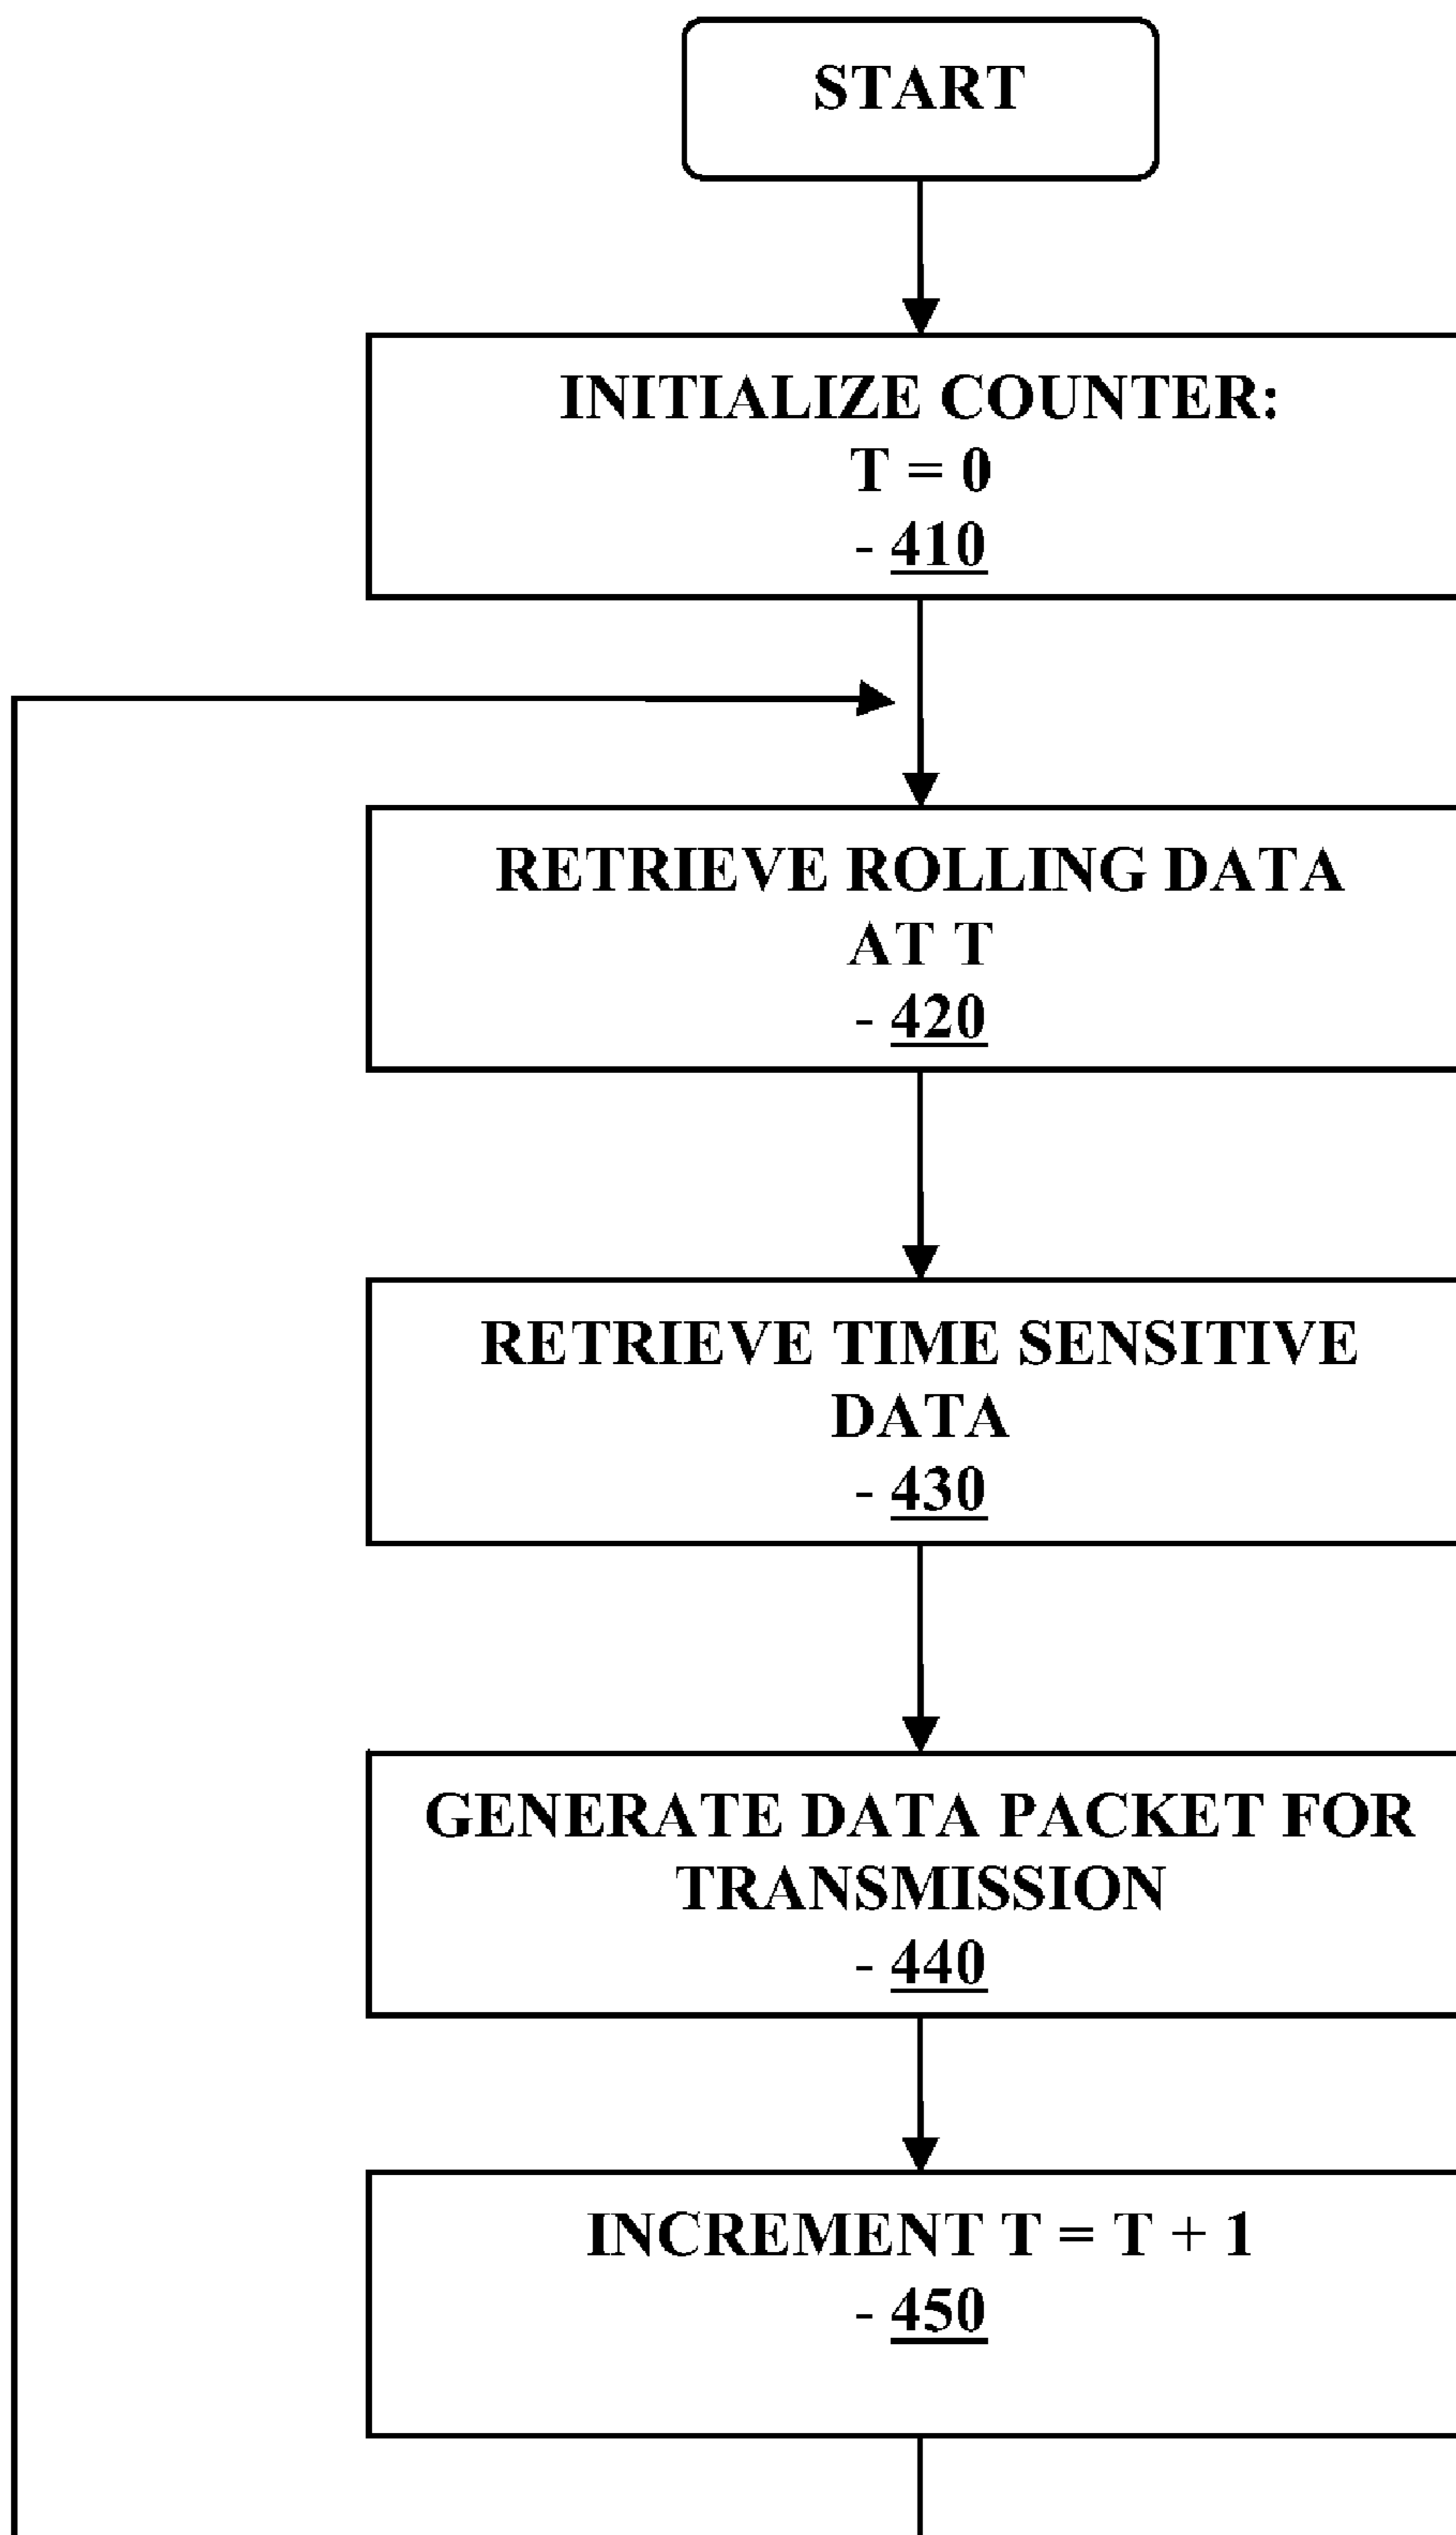 START
INITIALIZE COUNTER:
T = 0
- 410
RETRIEVE ROLLING DATA
AT T
- 420
RETRIEVE TIME SENSITIVE
DATA
- 430
GENERATE DATA PACKET FOR
TRANSMISSION
- 440
INCREMENT T = T + 1
- 450